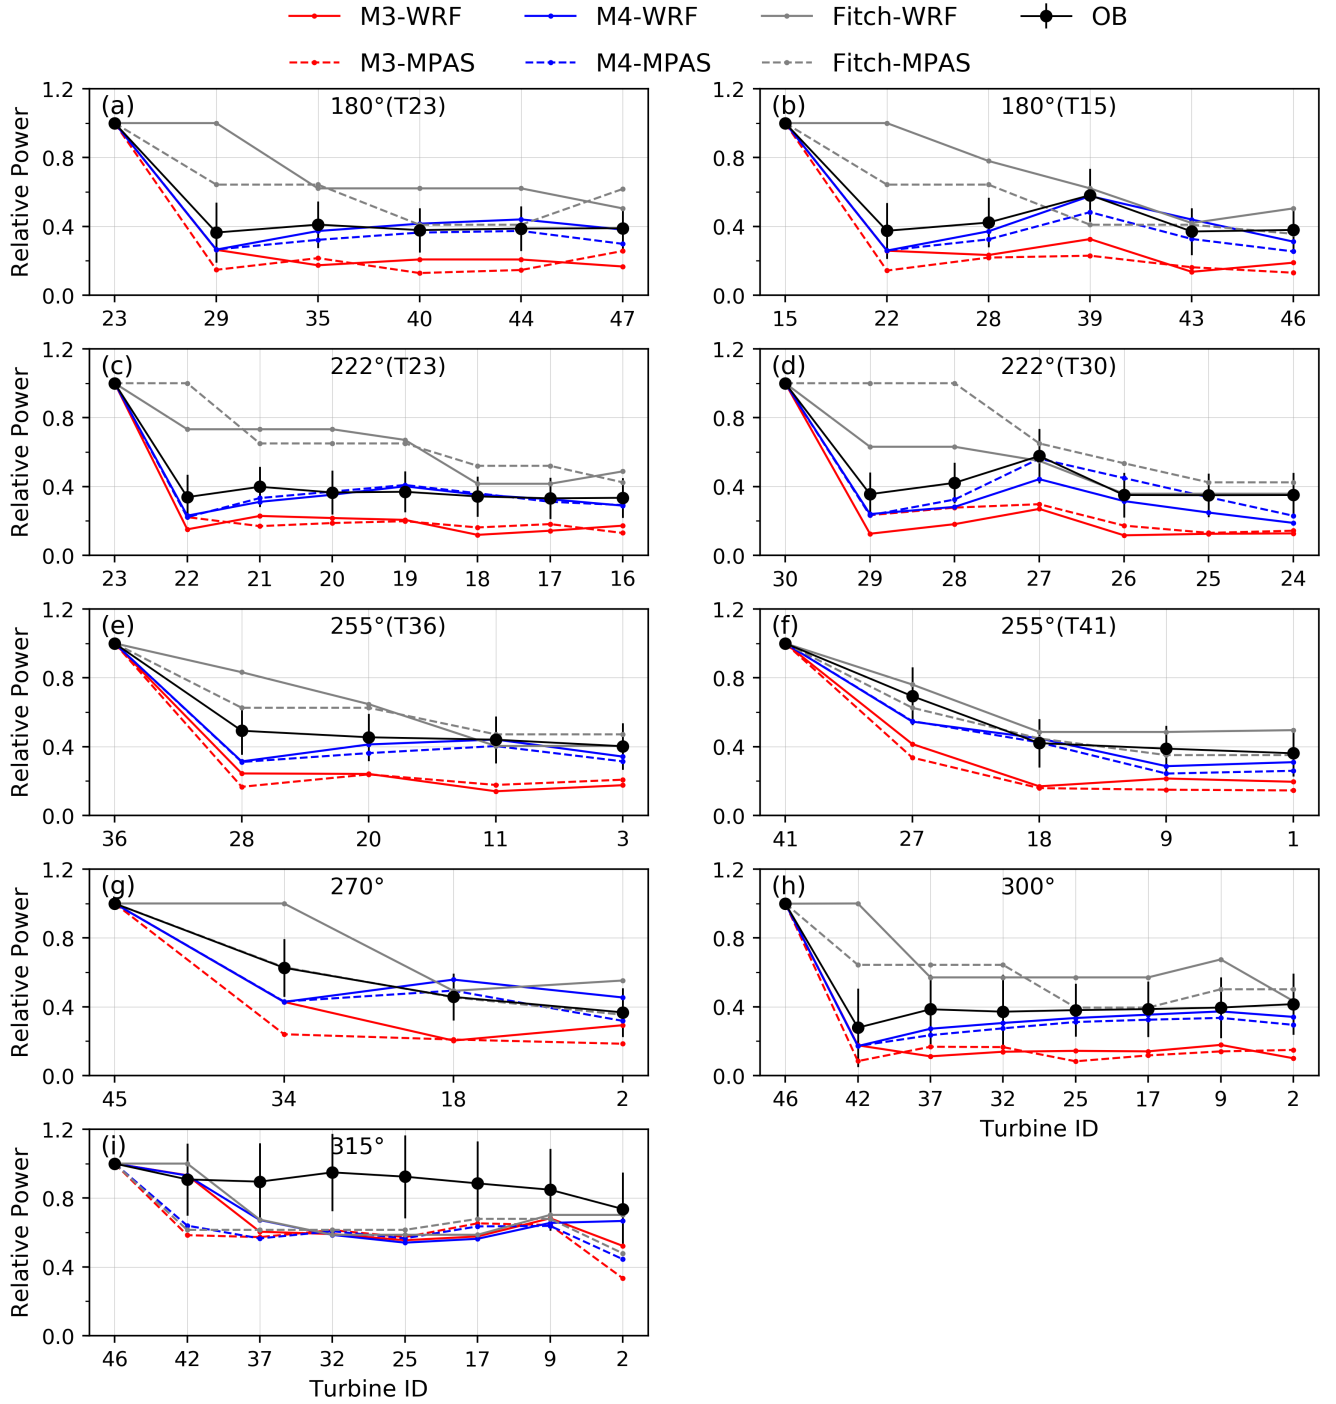 M3-WRF M4-WRF Fitch-WRF OB
M3-MPAS M4-MPAS Fitch-MPAS
(a) 180°(T23)
Relative Power
1.2
0.8
0.4
0.0
23 29 35 40 44 47
(b) 180°(T15)
1.2
0.8
0.4
0.0
15 22 28 39 43 46
(c) 222°(T23)
Relative Power
1.2
0.8
0.4
0.0
23 22 21 20 19 18 17 16
(d) 222°(T30)
1.2
0.8
0.4
0.0
30 29 28 27 26 25 24
(e) 255°(T36)
Relative Power
1.2
0.8
0.4
0.0
36 28 20 11 3
(f) 255°(T41)
1.2
0.8
0.4
0.0
41 27 18 9 1
(g) 270°
Relative Power
1.2
0.8
0.4
0.0
45 34 18 2
(h) 300°
1.2
0.8
0.4
0.0
46 42 37 32 25 17 9 2
Turbine ID
(i) 315°
Relative Power
1.2
0.8
0.4
0.0
46 42 37 32 25 17 9 2
Turbine ID